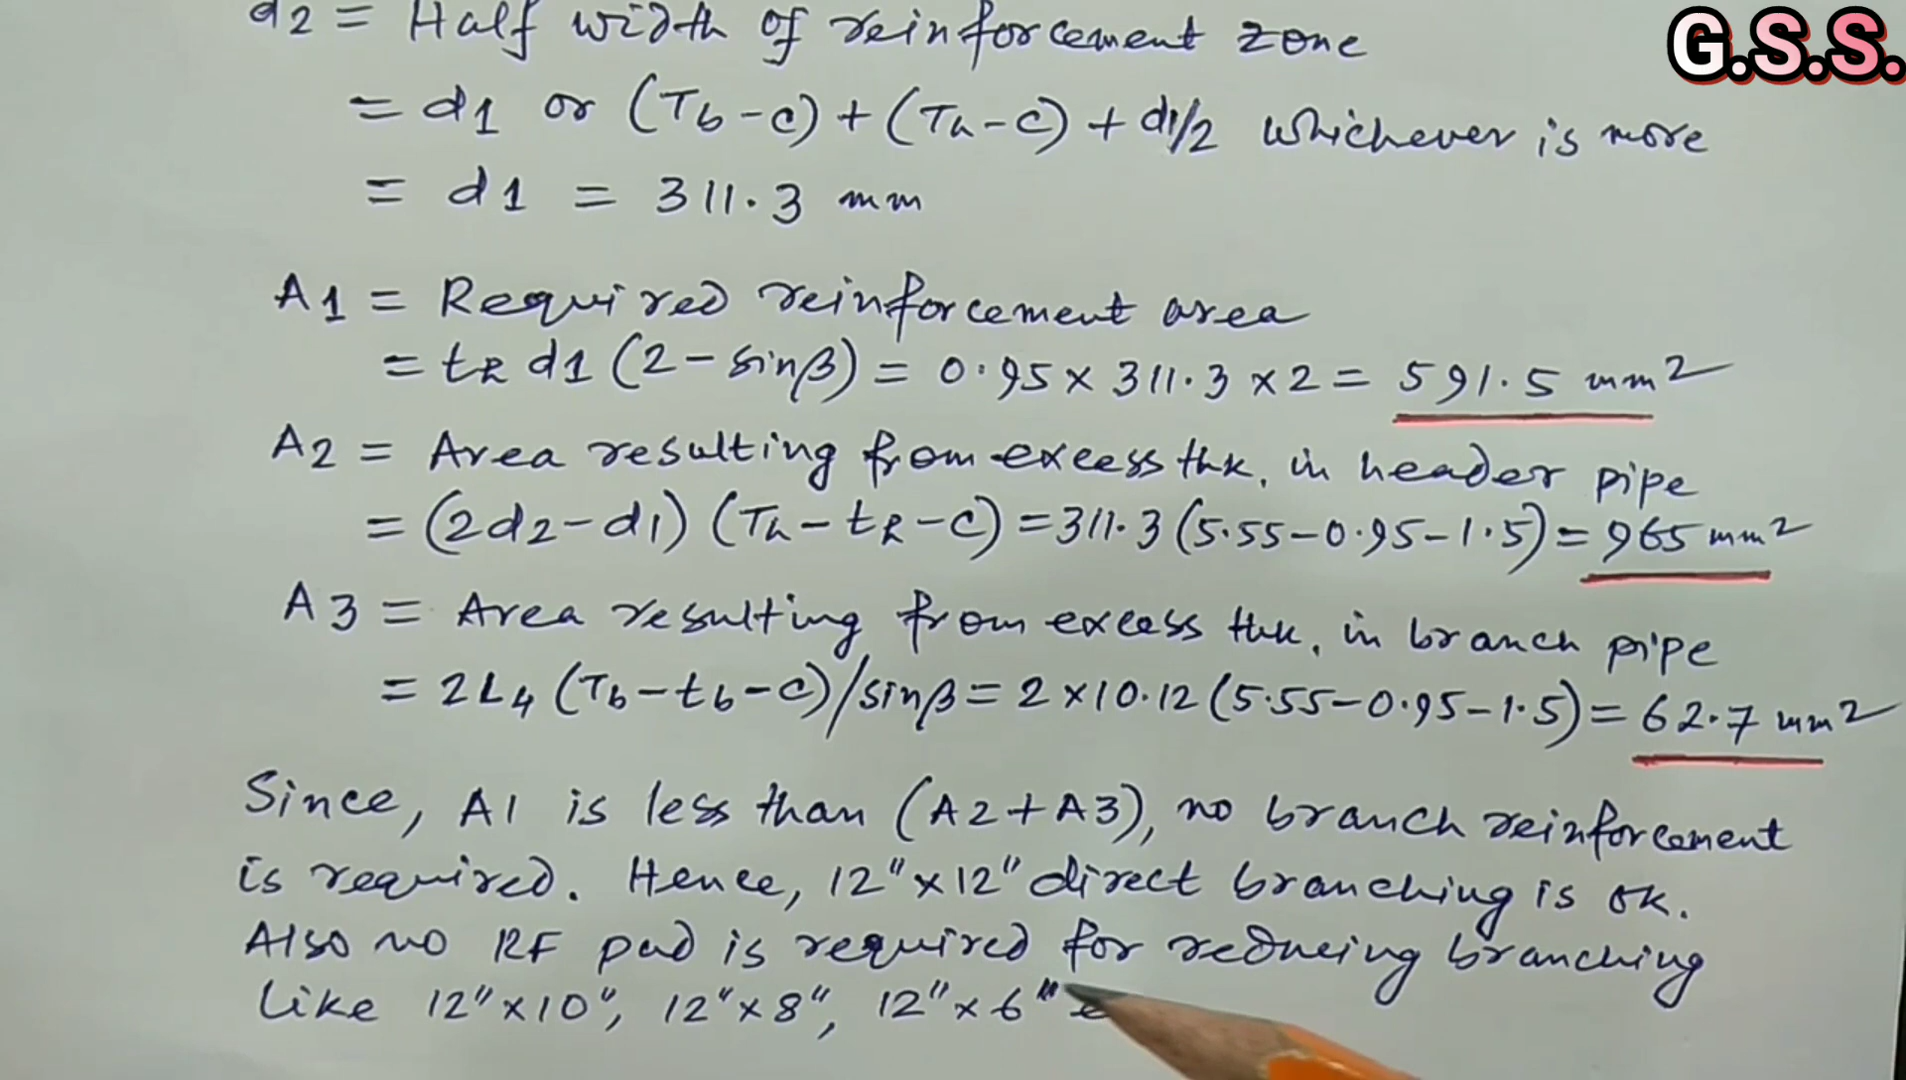 G.S.S.
d2 = Half width of reinforcement zone
= d1 or (Tb-c)+(Th-c)+d1/2 whichever is more
= d1 = 311.3 mm
A1 = Required reinforcement area
= tR d1 (2-sinβ) = 0.95 x 311.3 x 2 = 591.5 mm²
A2 = Area resulting from excess thk. in header pipe
= (2d2-d1) (Th-tR-c) = 311.3 (5.55-0.95-1.5) = 965 mm²
A3 = Area resulting from excess thk. in branch pipe
= 2L4 (Tb-tb-c)/sinβ = 2 x 10.12 (5.55-0.95-1.5) = 62.7 mm²
Since, A1 is less than (A2+A3), no branch reinforcement
is required. Hence, 12" x 12" direct branching is ok.
Also no RF pad is required for reducing branching
like 12" x 10", 12" x 8", 12" x 6"